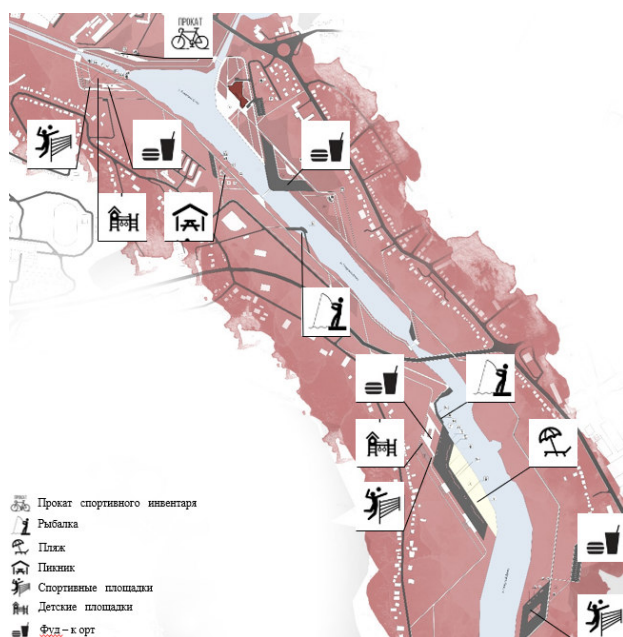 ПРОКАТ
Прокат спортивного инвентаря
Рыбалка
Пляж
Пикник
Спортивные площадки
Детские площадки
Фуд – к орт